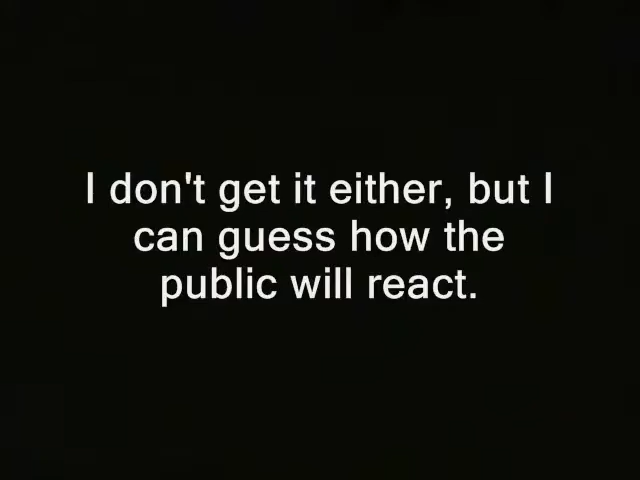 I don't get it either, but I
can guess how the
public will react.